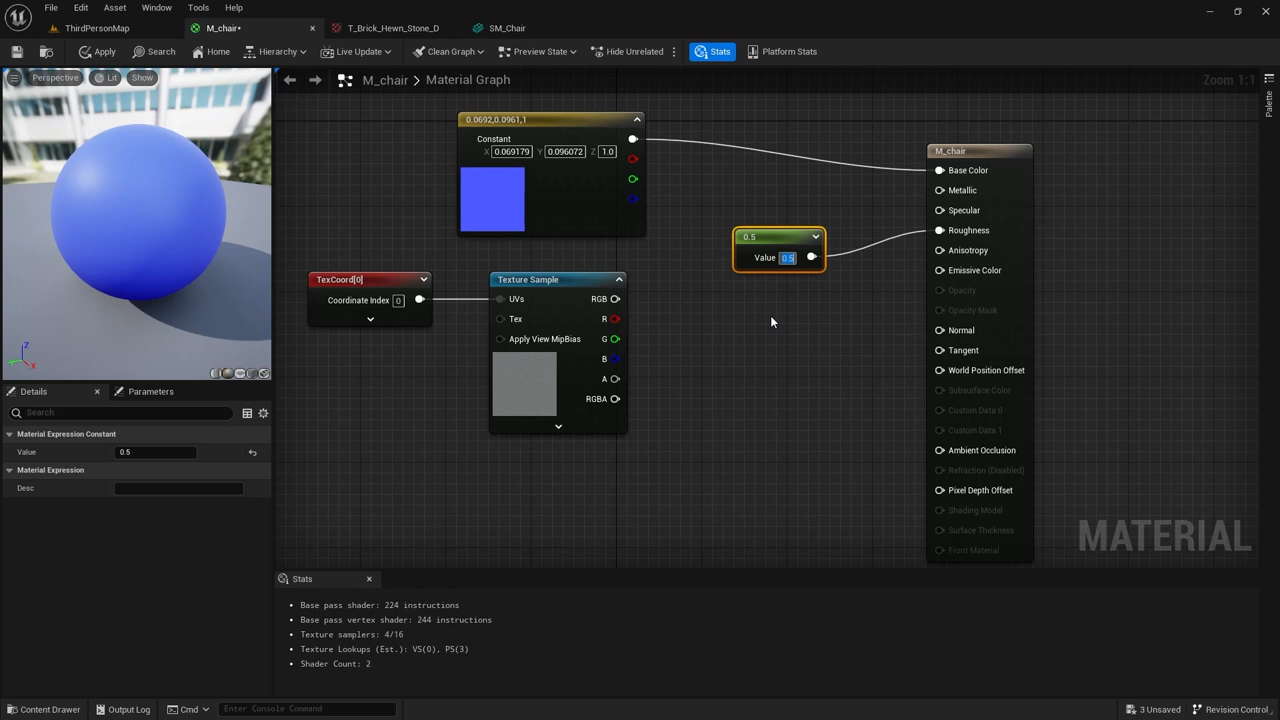 File Edit Asset Window Tools Help
ThirdPersonMap M_chair• T_Brick_Hewn_Stone_D SM_Chair
Apply Search Home Hierarchy Live Update Clean Graph Preview State Hide Unrelated Stats Platform Stats
Perspective Lit Show
M_chair > Material Graph Zoom 1:1
Palette
0.0692,0.0961,1
Constant
X 0.069179 Y 0.096072 Z 1.0
TexCoord[0]
Coordinate Index 0
Texture Sample
UVs RGB
Tex R
Apply View MipBias G
B
A
RGBA
0.5
Value 0.5
M_chair
Base Color
Metallic
Specular
Roughness
Anisotropy
Emissive Color
Opacity
Opacity Mask
Normal
Tangent
World Position Offset
Subsurface Color
Custom Data 0
Custom Data 1
Ambient Occlusion
Refraction (Disabled)
Pixel Depth Offset
Shading Model
Surface Thickness
Front Material
MATERIAL
Z
X
Details Parameters
Search
Material Expression Constant
Value 0.5
Material Expression
Desc
Stats
Base pass shader: 224 instructions
Base pass vertex shader: 244 instructions
Texture samplers: 4/16
Texture Lookups (Est.): VS(0), PS(3)
Shader Count: 2
Content Drawer Output Log Cmd Enter Console Command 3 Unsaved Revision Control